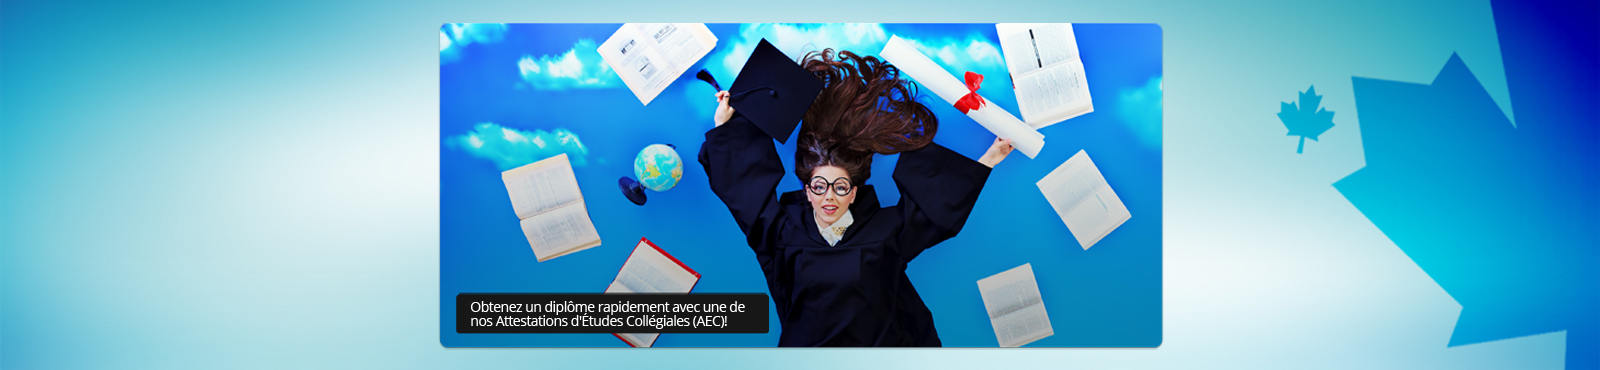 Obtenez un diplôme rapidement avec une de
nos Attestations d'Études Collégiales (AEC)!